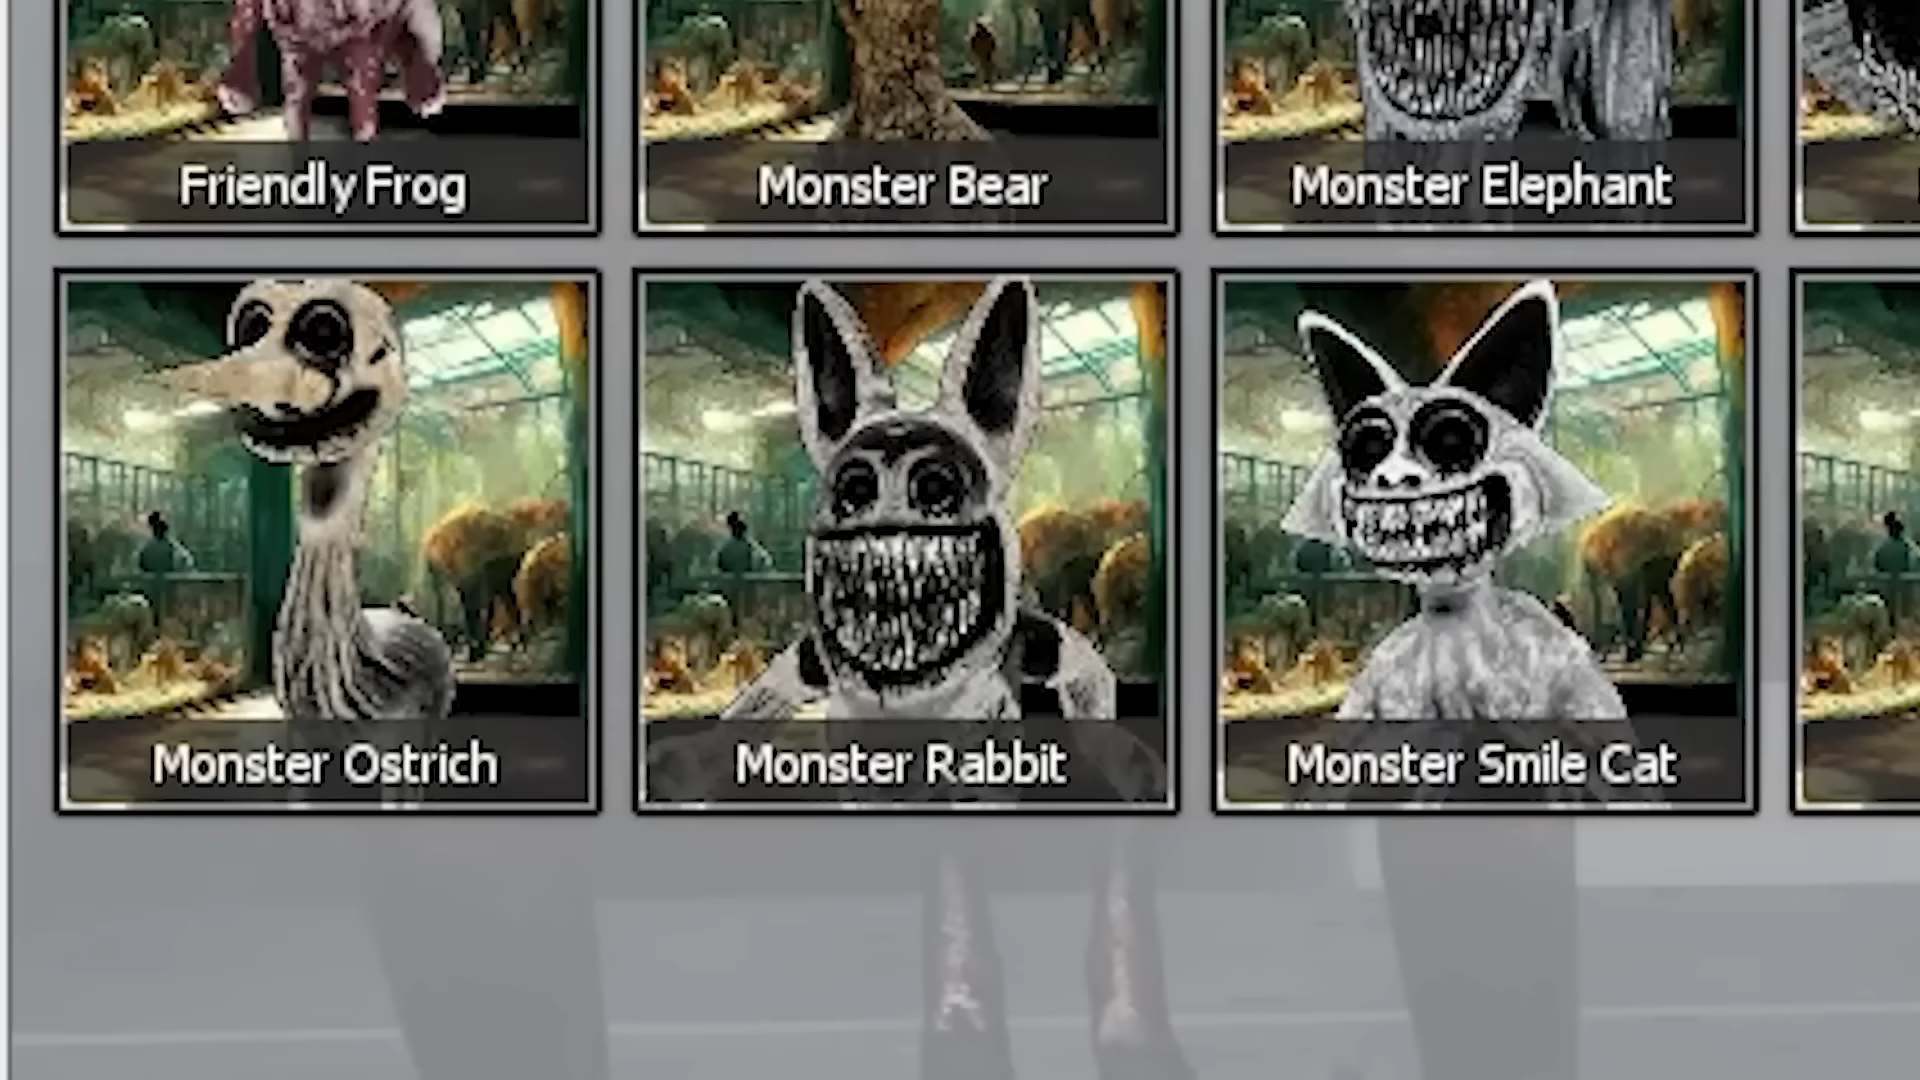 Friendly Frog
Monster Bear
Monster Elephant
Monster Ostrich
Monster Rabbit
Monster Smile Cat